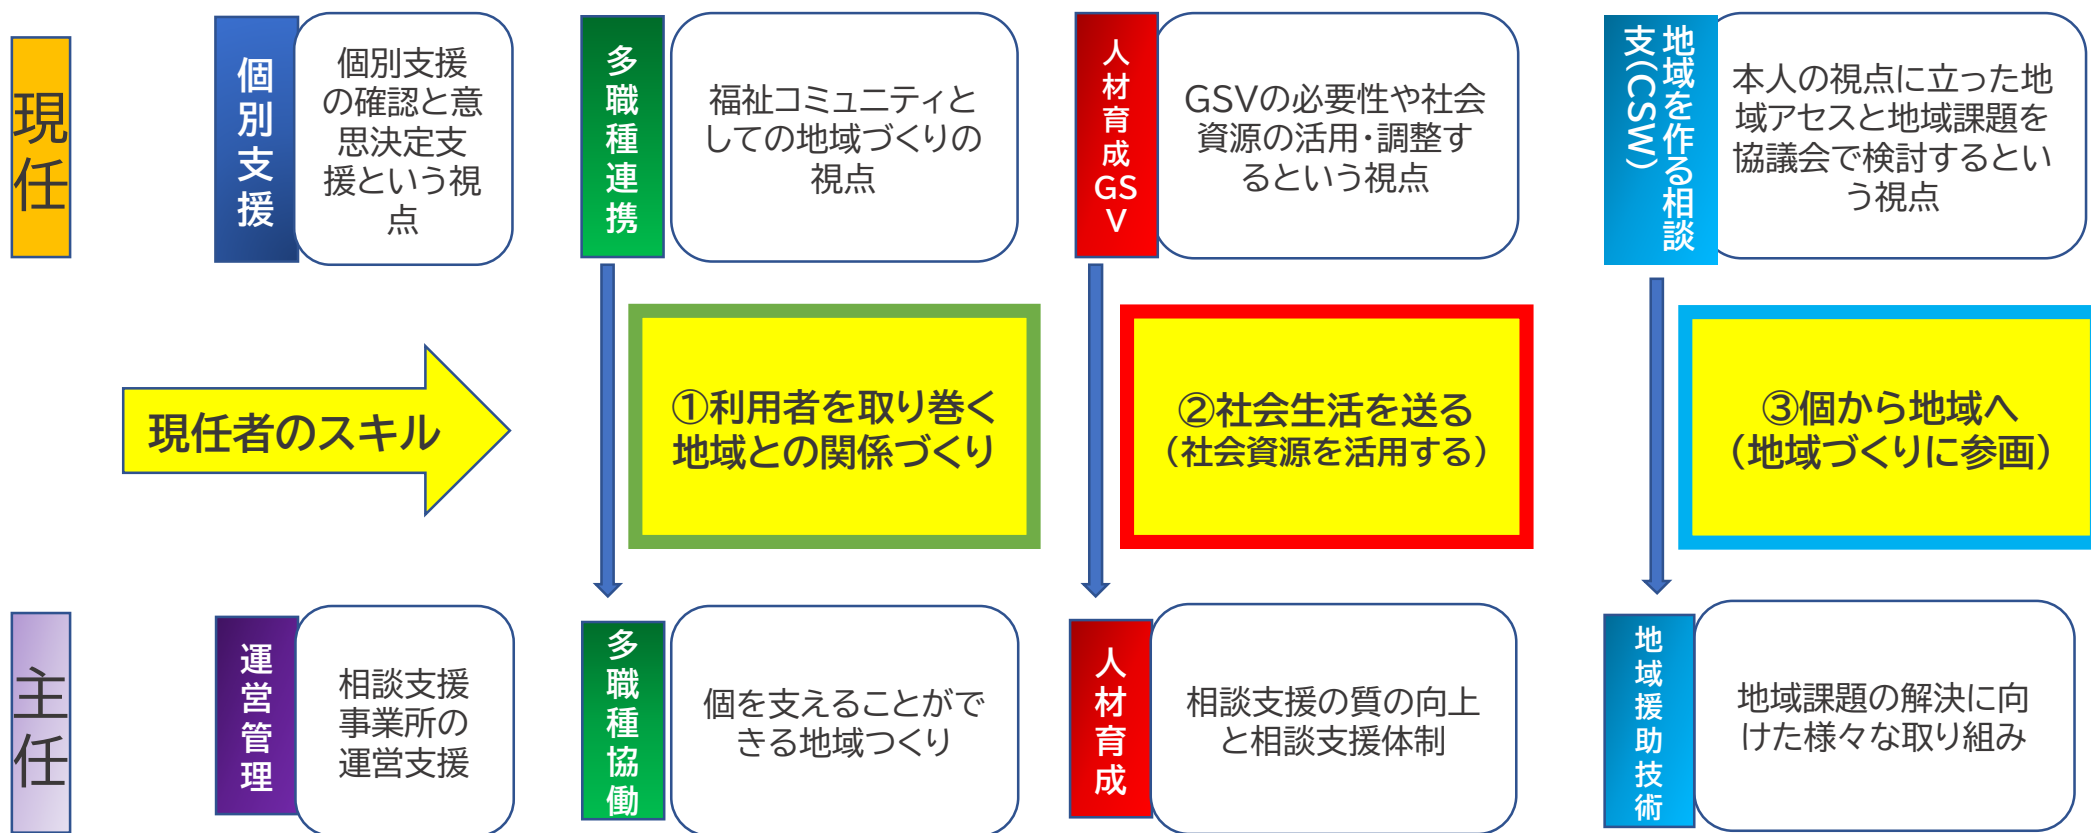 現任
個別支援
個別支援
の確認と意
思決定支
援という視
点
多職種連携
福祉コミュニティと
しての地域づくりの
視点
人材育成GSV
GSVの必要性や社会
資源の活用・調整す
るという視点
地域を作る相談
支(CSW)
本人の視点に立った地
域アセスと地域課題を
協議会で検討するとい
う視点
現任者のスキル
①利用者を取り巻く
地域との関係づくり
②社会生活を送る
（社会資源を活用する）
③個から地域へ
（地域づくりに参画）
主任
運営管理
相談支援
事業所の
運営支援
多職種協働
個を支えることがで
きる地域つくり
人材育成
相談支援の質の向上
と相談支援体制
地域援助技術
地域課題の解決に向
けた様々な取り組み